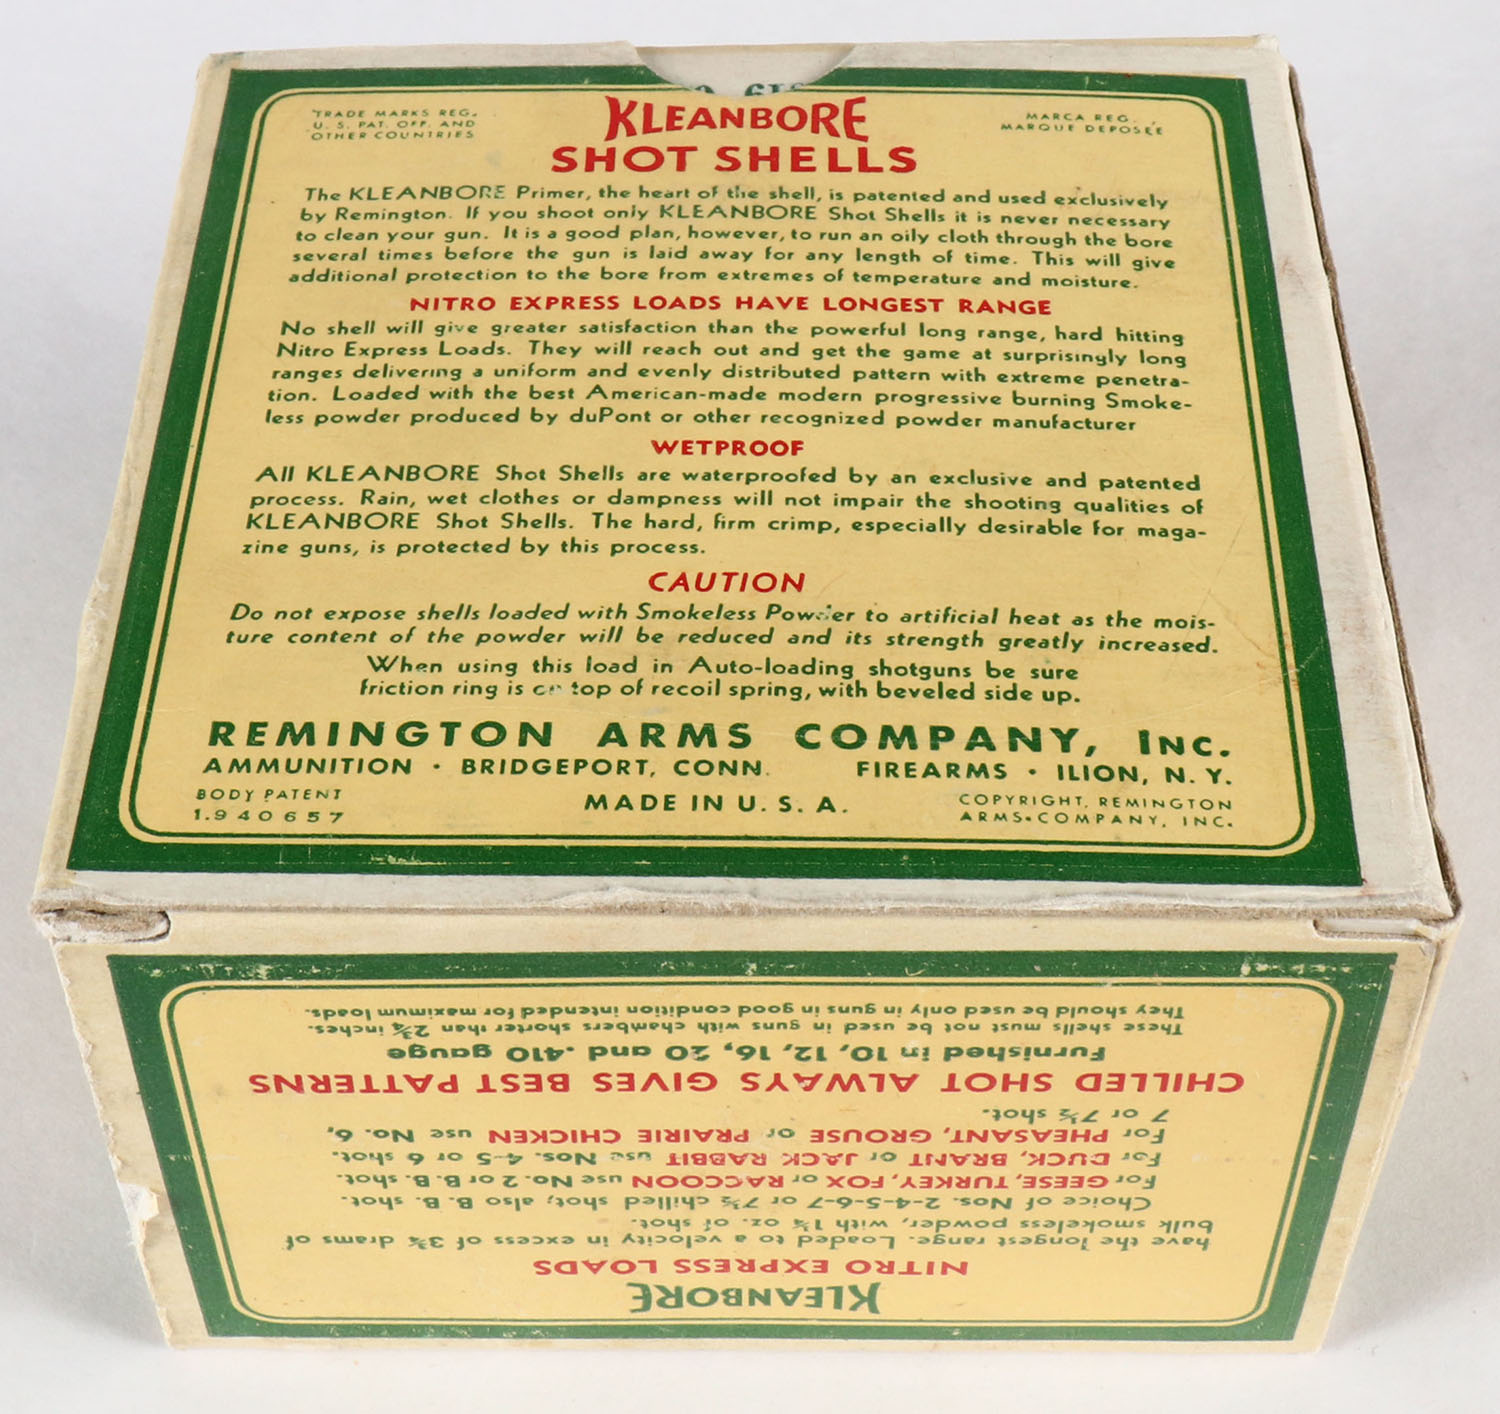 TRADE MARKS REG.
U. S. PAT. OFF. AND
OTHER COUNTRIES
MARCA REG.
MARQUE DEPOSÉE
KLEANBORE
SHOT SHELLS
The KLEANBORE Primer, the heart of the shell, is patented and used exclusively
by Remington. If you shoot only KLEANBORE Shot Shells it is never necessary
to clean your gun. It is a good plan, however, to run an oily cloth through the bore
several times before the gun is laid away for any length of time. This will give
additional protection to the bore from extremes of temperature and moisture.
NITRO EXPRESS LOADS HAVE LONGEST RANGE
No shell will give greater satisfaction than the powerful long range, hard hitting
Nitro Express Loads. They will reach out and get the game at surprisingly long
ranges delivering a uniform and evenly distributed pattern with extreme penetra-
tion. Loaded with the best American-made modern progressive burning Smoke-
less powder produced by duPont or other recognized powder manufacturer
WETPROOF
All KLEANBORE Shot Shells are waterproofed by an exclusive and patented
process. Rain, wet clothes or dampness will not impair the shooting qualities of
KLEANBORE Shot Shells. The hard, firm crimp, especially desirable for maga-
zine guns, is protected by this process.
CAUTION
Do not expose shells loaded with Smokeless Powder to artificial heat as the mois-
ture content of the powder will be reduced and its strength greatly increased.
When using this load in Auto-loading shotguns be sure
friction ring is on top of recoil spring, with beveled side up.
REMINGTON ARMS COMPANY, INC.
AMMUNITION • BRIDGEPORT, CONN. FIREARMS • ILION, N. Y.
BODY PATENT
1.940657
MADE IN U. S. A.
COPYRIGHT, REMINGTON
ARMS COMPANY, INC.
KLEANBORE
NITRO EXPRESS LOADS
have the longest range. Loaded to a velocity in excess of 3¾ drams of
bulk smokeless powder, with 1¼ oz. of shot.
Choice of Nos. 2-4-5-6-7 or 7½ chilled shot; also B. B. shot.
For GEESE, TURKEY, FOX or RACCOON use No. 2 or B. B. shot.
For DUCK, BRANT or JACK RABBIT use Nos. 4-5 or 6 shot.
For PHEASANT, GROUSE or PRAIRIE CHICKEN use No. 6,
7 or 7½ shot.
CHILLED SHOT ALWAYS GIVES BEST PATTERNS
Furnished in 10, 12, 16, 20 and .410 gauge
These shells must not be used in guns with chambers shorter than 2¾ inches.
They should be used only in guns in good condition intended for maximum loads.